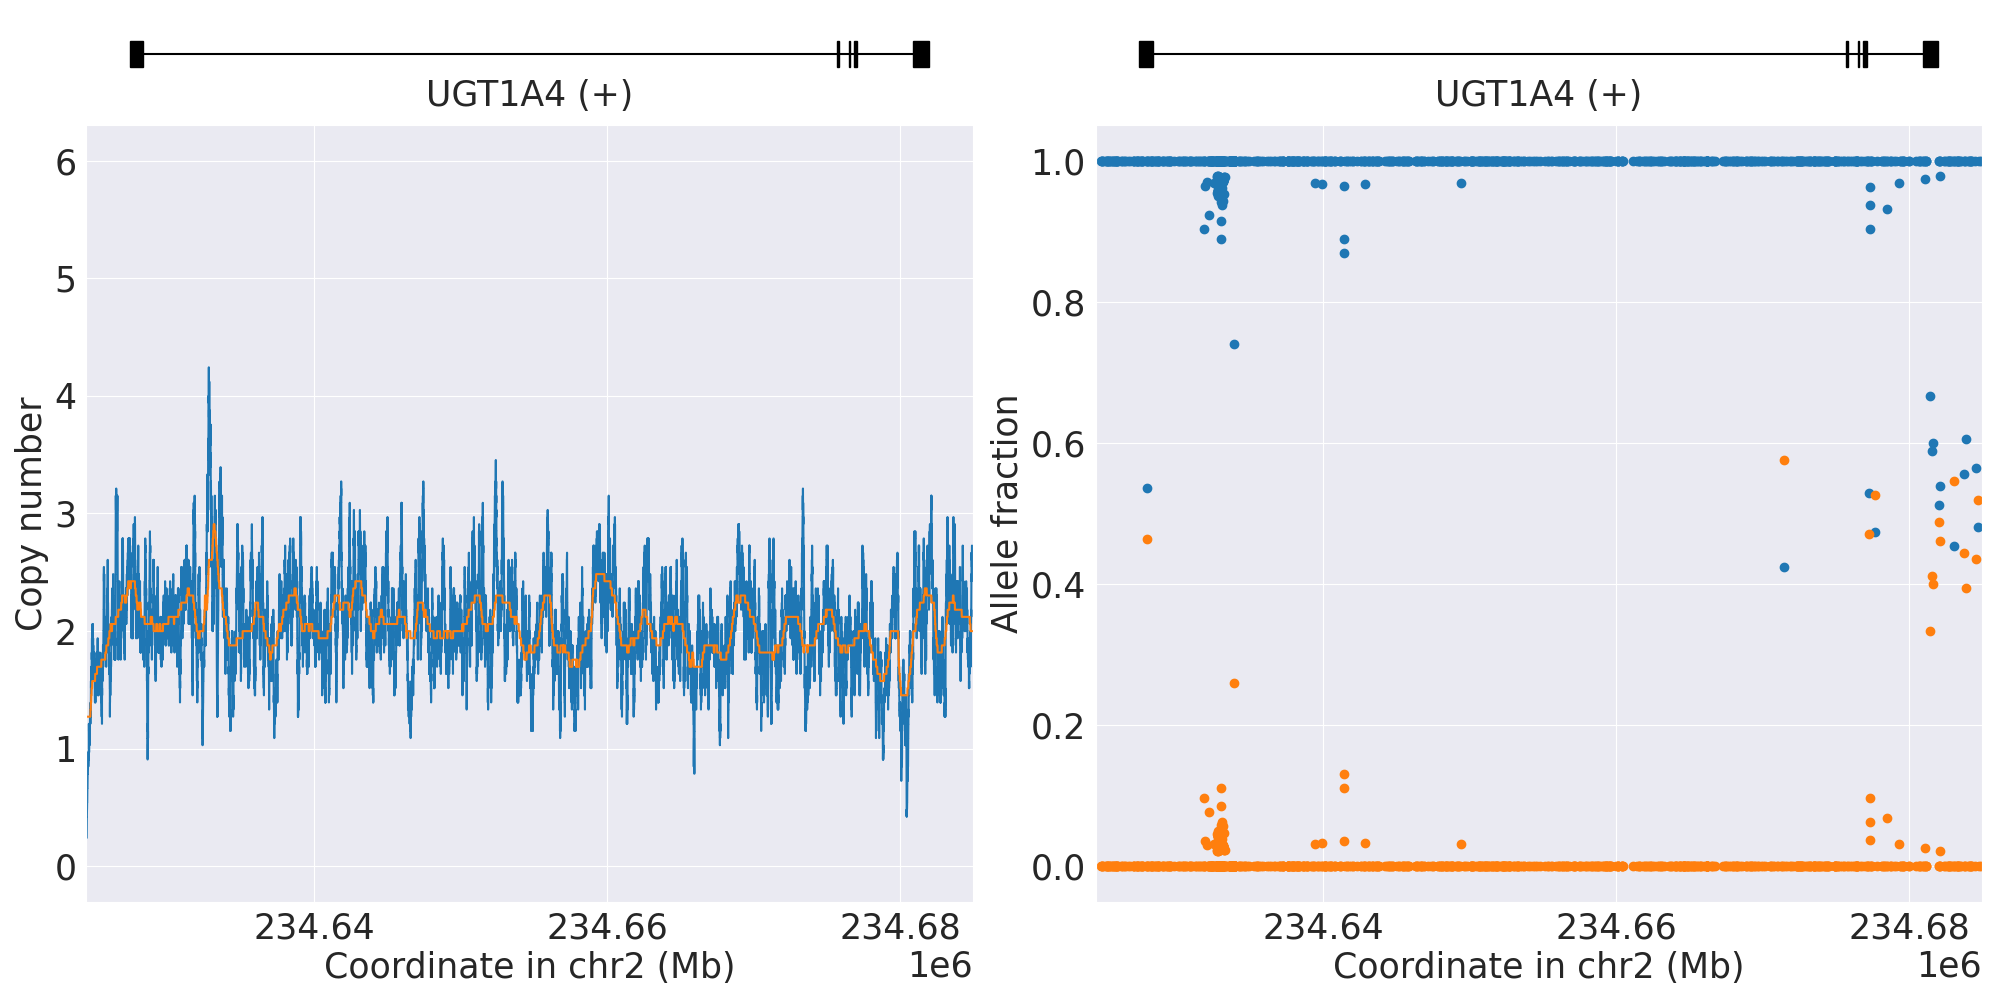 UGT1A4 (+)
UGT1A4 (+)
Copy number
6
5
4
3
2
1
0
234.64
234.66
234.68
Coordinate in chr2 (Mb)
1e6
Allele fraction
1.0
0.8
0.6
0.4
0.2
0.0
234.64
234.66
234.68
Coordinate in chr2 (Mb)
1e6